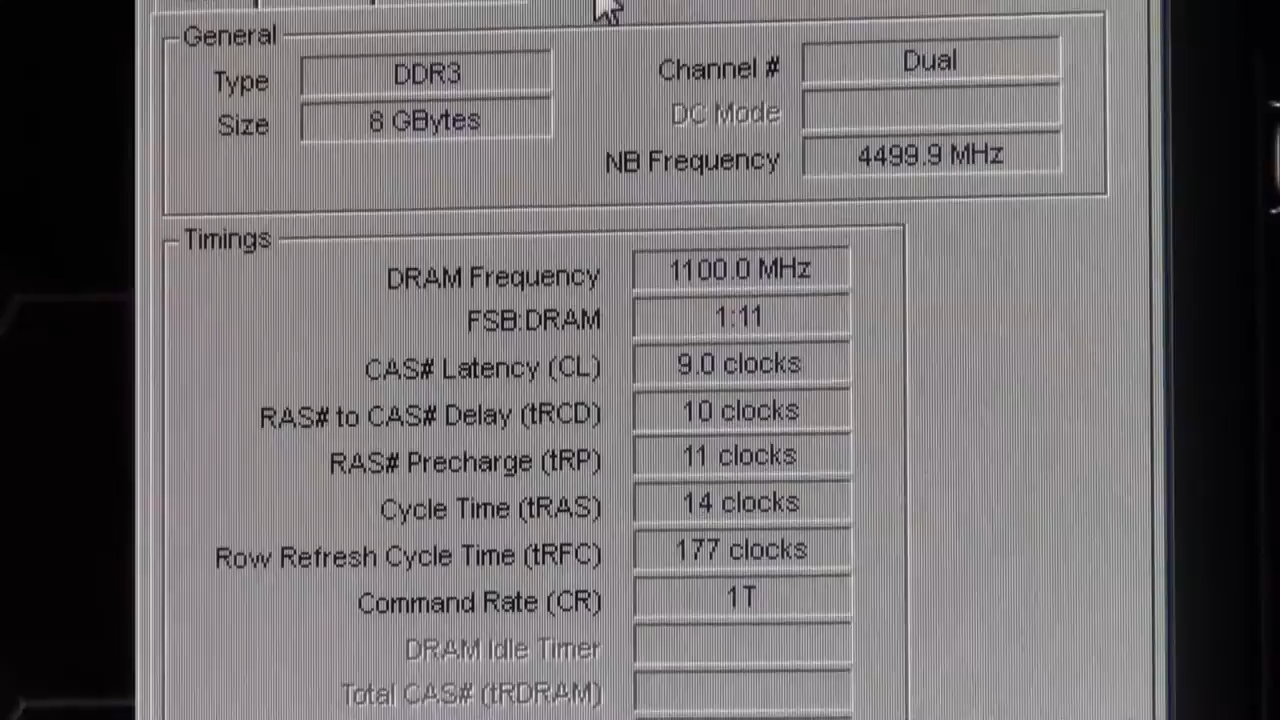 General
Type DDR3 Channel # Dual
Size 8 GBytes DC Mode
NB Frequency 4499.9 MHz
Timings
DRAM Frequency 1100.0 MHz
FSB:DRAM 1:11
CAS# Latency (CL) 9.0 clocks
RAS# to CAS# Delay (tRCD) 10 clocks
RAS# Precharge (tRP) 11 clocks
Cycle Time (tRAS) 14 clocks
Row Refresh Cycle Time (tRFC) 177 clocks
Command Rate (CR) 1T
DRAM Idle Timer
Total CAS# (tRDRAM)